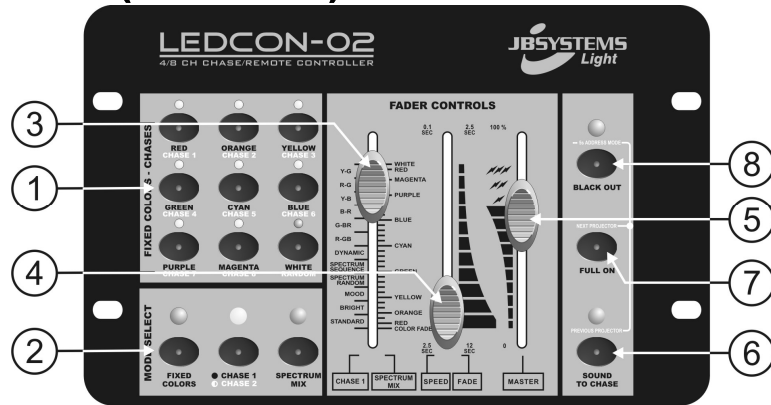 LEDCON-02
4/8 CH CHASE/REMOTE CONTROLLER
JBSYSTEMS
Light
FIXED COLORS - CHASES
RED
CHASE 1
ORANGE
CHASE 2
YELLOW
CHASE 3
GREEN
CHASE 4
CYAN
CHASE 5
BLUE
CHASE 6
PURPLE
MAGENTA
WHITE
RANDOM
MODE SELECT
FIXED
COLORS
CHASE 1
CHASE 2
SPECTRUM
MIX
FADER CONTROLS
0.1
SEC
2.5
SEC
100 %
Y-G
R-G
Y-B
B-R
G-BR
R-GB
DYNAMIC
SPECTRUM
SEQUENCE
SPECTRUM
RANDOM
MOOD
BRIGHT
STANDARD
WHITE
RED
MAGENTA
PURPLE
BLUE
CYAN
GREEN
YELLOW
ORANGE
RED
COLOR FADE
2.5
SEC
12
SEC
0
CHASE 1
SPECTRUM
MIX
SPEED
FADE
MASTER
BLACK OUT
NEXT PROJECTOR
FULL ON
PREVIOUS PROJECTOR
SOUND
TO CHASE
1
2
3
4
5
6
7
8